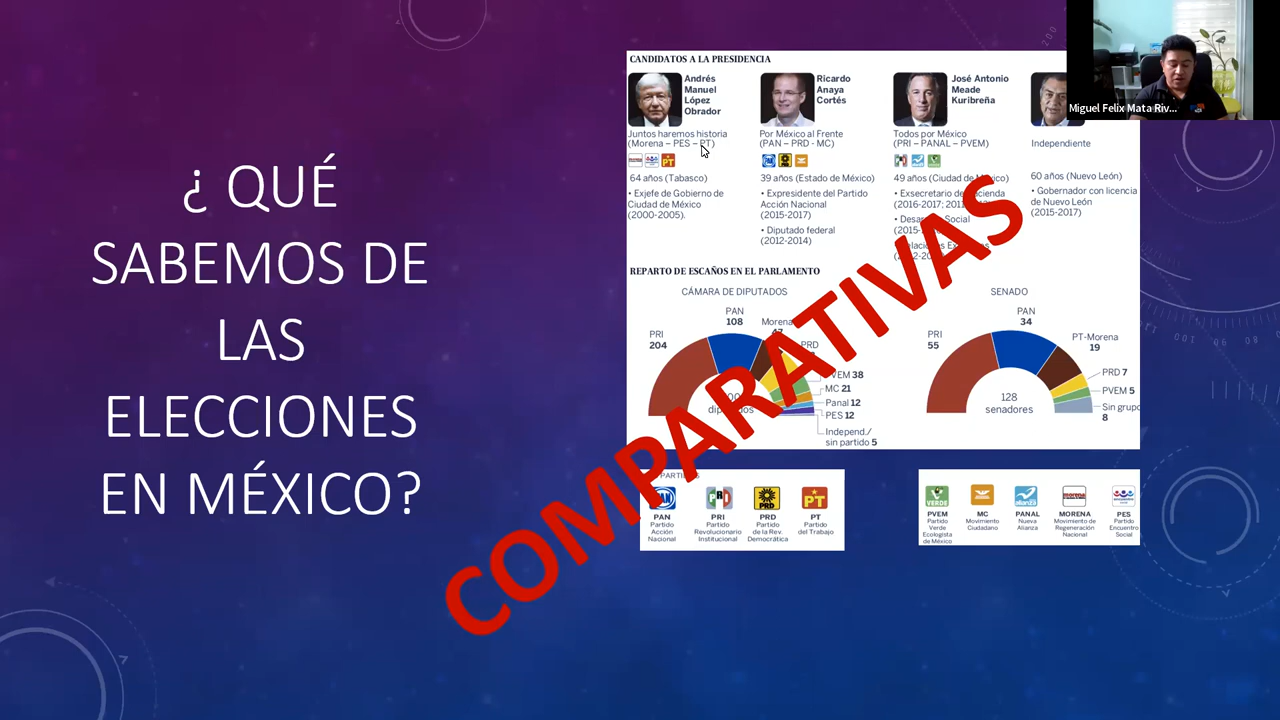 ¿ QUÉ
SABEMOS DE
LAS
ELECCIONES
EN MÉXICO?
CANDIDATOS A LA PRESIDENCIA
Andrés
Manuel
López
Obrador
Juntos haremos historia
(Morena – PES – PT)
64 años (Tabasco)
• Exjefe de Gobierno de
Ciudad de México
(2000-2005).
Ricardo
Anaya
Cortés
Por México al Frente
(PAN – PRD - MC)
39 años (Estado de México)
• Expresidente del Partido
Acción Nacional
(2015-2017)
• Diputado federal
(2012-2014)
José Antonio
Meade
Kuribreña
Todos por México
(PRI – PANAL – PVEM)
49 años (Ciudad de México)
• Exsecretario de
(2016-2017;
Social
Independiente
60 años (Nuevo León)
• Gobernador con licencia
de Nuevo León
(2015-2017)
Miguel Felix Mata Riv...
REPARTO DE ESCAÑOS EN EL PARLAMENTO
CÁMARA DE DIPUTADOS
PRI
204
PAN
108
Morena
PRD
PVEM 38
MC 21
Panal 12
PES 12
Independ./
sin partido 5
SENADO
PRI
55
PAN
34
PT-Morena
19
PRD 7
PVEM 5
Sin grupo
8
128
senadores
COMPARATIVAS
PAN
Partido
Acción
Nacional
PRI
Partido
Revolucionario
Institucional
PRD
Partido
de la Rev.
Democrática
PT
Partido
del Trabajo
PVEM
Partido
Verde
Ecologista
de México
MC
Movimiento
Ciudadano
PANAL
Nueva
Alianza
MORENA
Movimiento de
Regeneración
Nacional
PES
Partido
Encuentro
Social